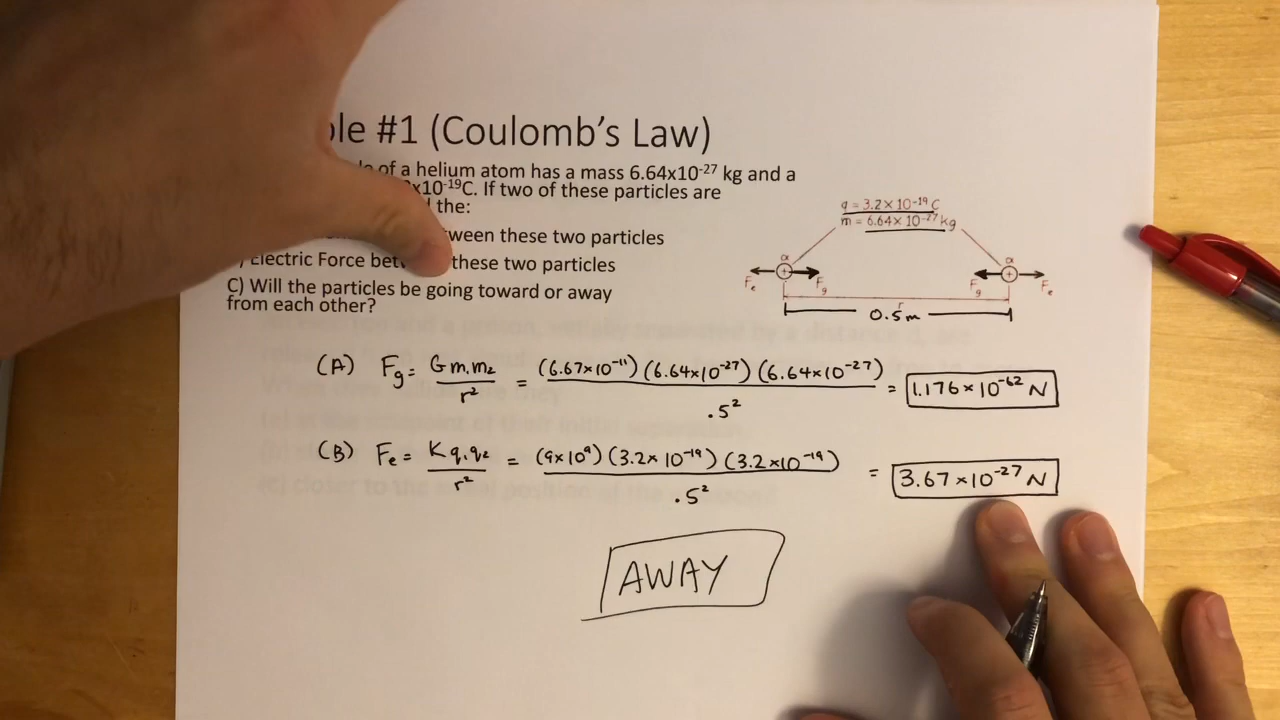 #1 (Coulomb's Law)
of a helium atom has a mass 6.64x10⁻²⁷ kg and a
x10⁻¹⁹C. If two of these particles are
the:
these two particles
Electric Force these two particles
C) Will the particles be going toward or away
from each other?
q = 3.2 × 10⁻¹⁹ C
m = 6.64 × 10⁻²⁷ kg
α α
Fe Fg Fg Fe
r
0.5m
(A) Fg = Gm₁m₂/r² = (6.67×10⁻¹¹)(6.64×10⁻²⁷)(6.64×10⁻²⁷)/.5² = 1.176×10⁻⁶² N
(B) Fe = Kq₁q₂/r² = (9×10⁹)(3.2×10⁻¹⁹)(3.2×10⁻¹⁹)/.5² = 3.67×10⁻²⁷ N
AWAY